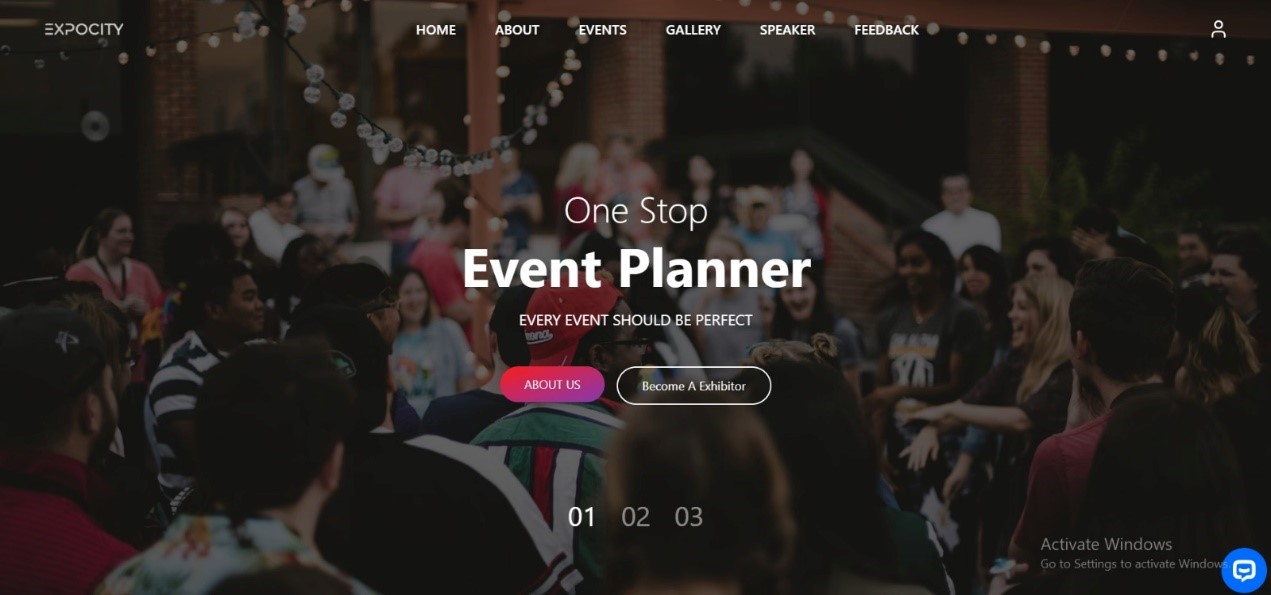 EXPOCITY
HOME ABOUT EVENTS GALLERY SPEAKER FEEDBACK
One Stop
Event Planner
EVERY EVENT SHOULD BE PERFECT
ABOUT US Become A Exhibitor
01 02 03
Activate Windows
Go to Settings to activate Windows.